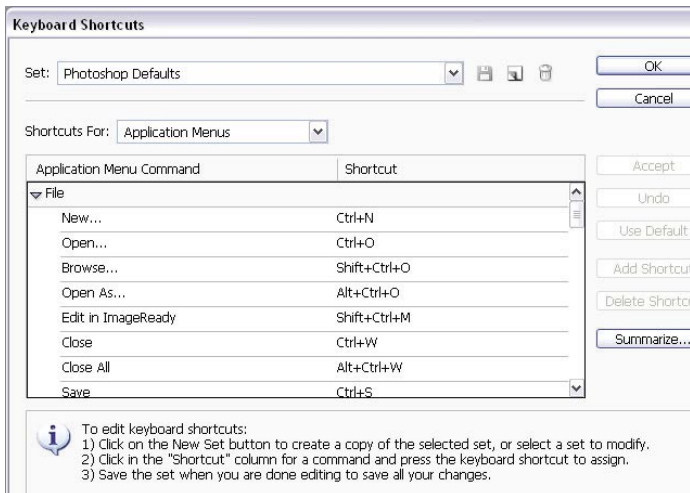 Keyboard Shortcuts
Set: Photoshop Defaults
OK
Cancel
Shortcuts For: Application Menus
Application Menu Command Shortcut
Accept
File
Undo
New... Ctrl+N
Use Default
Open... Ctrl+O
Browse... Shift+Ctrl+O
Add Shortcut
Open As... Alt+Ctrl+O
Delete Shortc
Edit in ImageReady Shift+Ctrl+M
Close Ctrl+W
Summarize...
Close All Alt+Ctrl+W
Save Ctrl+S
i
To edit keyboard shortcuts:
1) Click on the New Set button to create a copy of the selected set, or select a set to modify.
2) Click in the "Shortcut" column for a command and press the keyboard shortcut to assign.
3) Save the set when you are done editing to save all your changes.